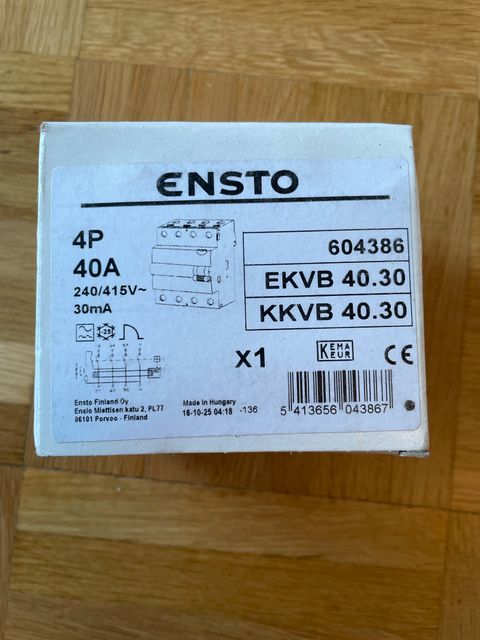 ENSTO
4P
40A
240/415V~
30mA
604386
EKVB 40.30
KKVB 40.30
-25
X1
KEMA
KEUR
CE
Ensto Finland Oy
Ensio Miettisen katu 2, PL77
06101 Porvoo - Finland
Made in Hungary
16-10-25 04:18 -136
5 413656 043867